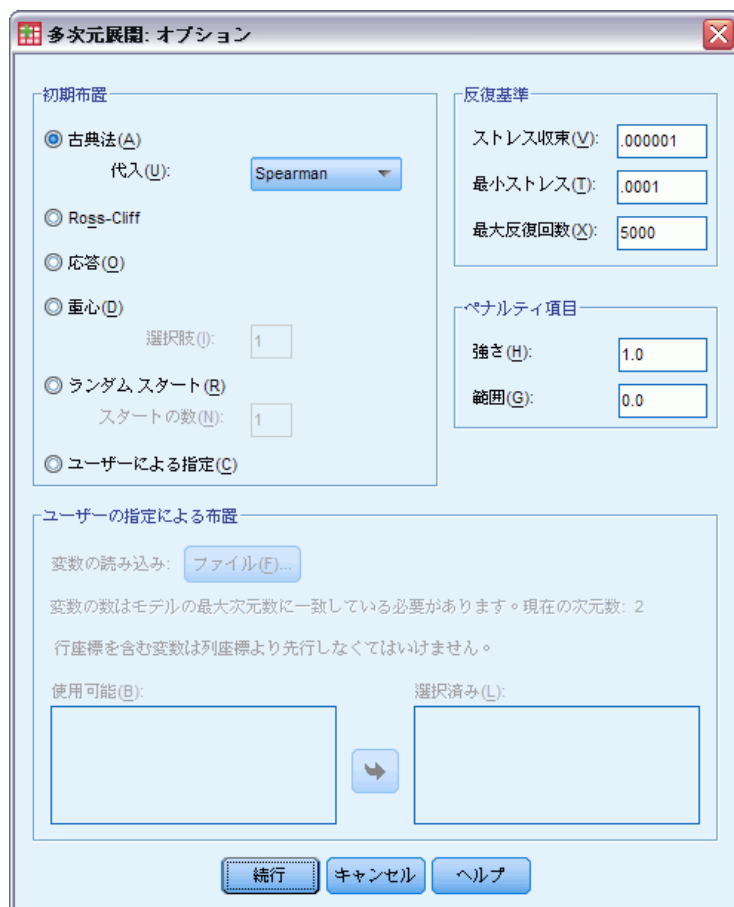 多次元展開: オプション
初期布置
古典法(A)
代入(U): Spearman
Ross-Cliff
応答(O)
重心(D)
選択肢(I): 1
ランダム スタート(R)
スタートの数(N): 1
ユーザーによる指定(C)
反復基準
ストレス収束(V): .000001
最小ストレス(T): .0001
最大反復回数(X): 5000
ペナルティ項目
強さ(H): 1.0
範囲(G): 0.0
ユーザーの指定による布置
変数の読み込み: ファイル(F)...
変数の数はモデルの最大次元数に一致している必要があります。現在の次元数: 2
行座標を含む変数は列座標より先行しなくてはいけません。
使用可能(B):
選択済み(L):
続行 キャンセル ヘルプ